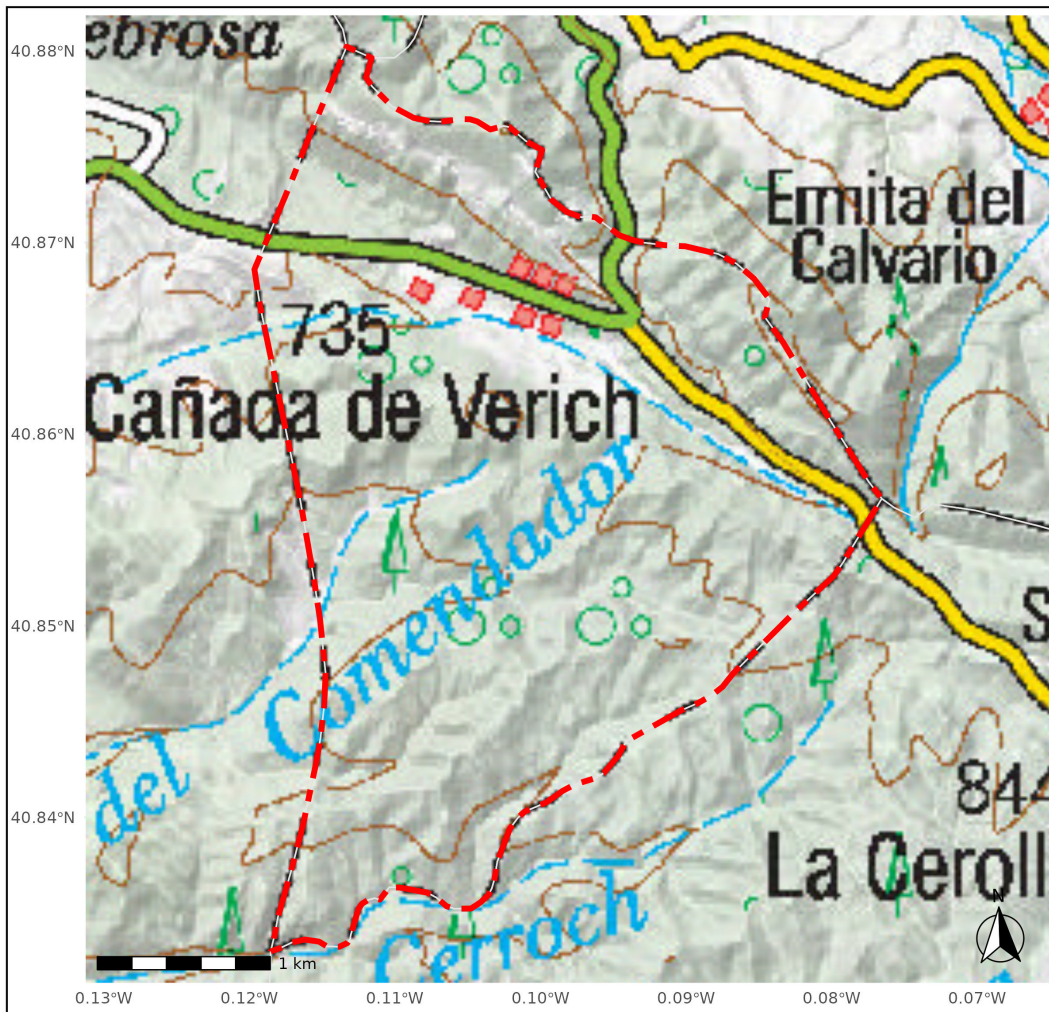 ebrosa
40.88°N
Ermita del
Calvario
40.87°N
735
Cañada de Verich
40.86°N
Comendador
40.85°N
S
del
844
40.84°N
La Ceroll
Cerroch
N
1 km
0.13°W 0.12°W 0.11°W 0.10°W 0.09°W 0.08°W 0.07°W